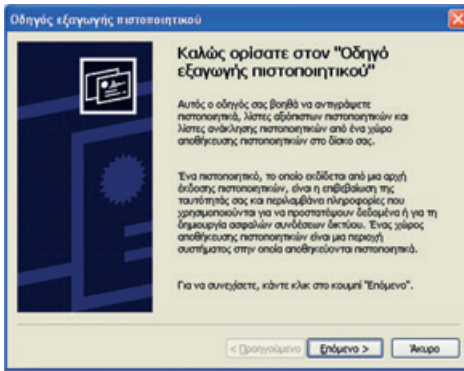 Οδηγός εξαγωγής πιστοποιητικού
Καλώς ορίσατε στον "Οδηγό
εξαγωγής πιστοποιητικού"
Αυτός ο οδηγός σας βοηθά να αντιγράψετε
πιστοποιητικά, λίστες αξιόπιστων πιστοποιητικών και
λίστες ανάκλησης πιστοποιητικών από ένα χώρο
αποθήκευσης πιστοποιητικών στο δίσκο σας.
Ένα πιστοποιητικό, το οποίο εκδίδεται από μια αρχή
έκδοσης πιστοποιητικών, είναι η επιβεβαίωση της
ταυτότητάς σας και περιλαμβάνει πληροφορίες που
χρησιμοποιούνται για να προστατέψουν δεδομένα ή για τη
δημιουργία ασφαλών συνδέσεων δικτύου. Ένας χώρος
αποθήκευσης πιστοποιητικών είναι μια περιοχή
συστήματος στην οποία αποθηκεύονται πιστοποιητικά.
Για να συνεχίσετε, κάντε κλικ στο κουμπί "Επόμενο".
< Προηγούμενο Επόμενο > Άκυρο